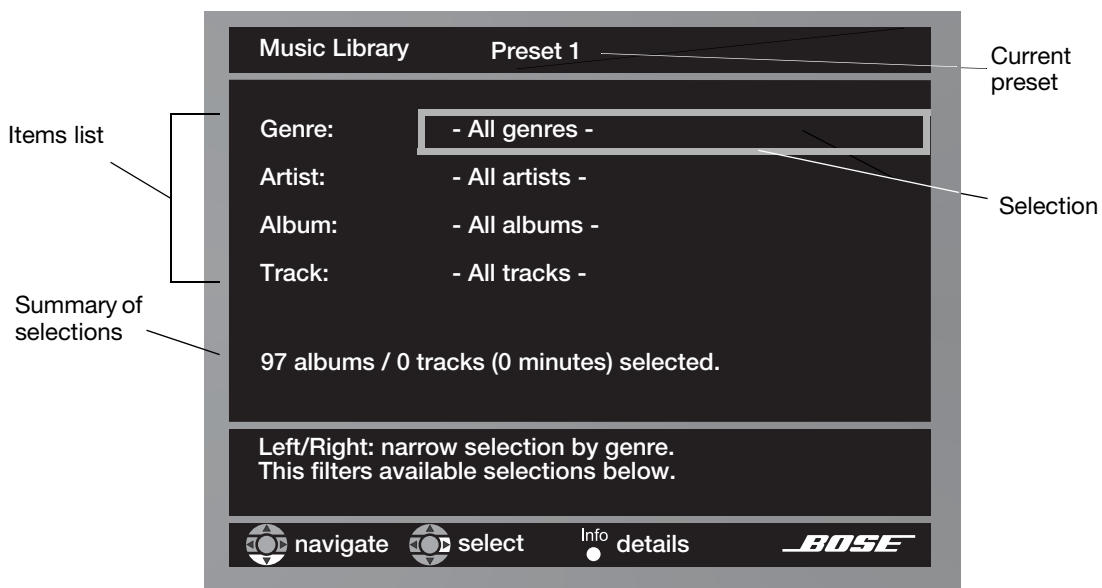 Music Library Preset 1
Current
preset
Items list
Genre: - All genres -
Artist: - All artists -
Selection
Album: - All albums -
Track: - All tracks -
Summary of
selections
97 albums / 0 tracks (0 minutes) selected.
Left/Right: narrow selection by genre.
This filters available selections below.
navigate select Info details BOSE